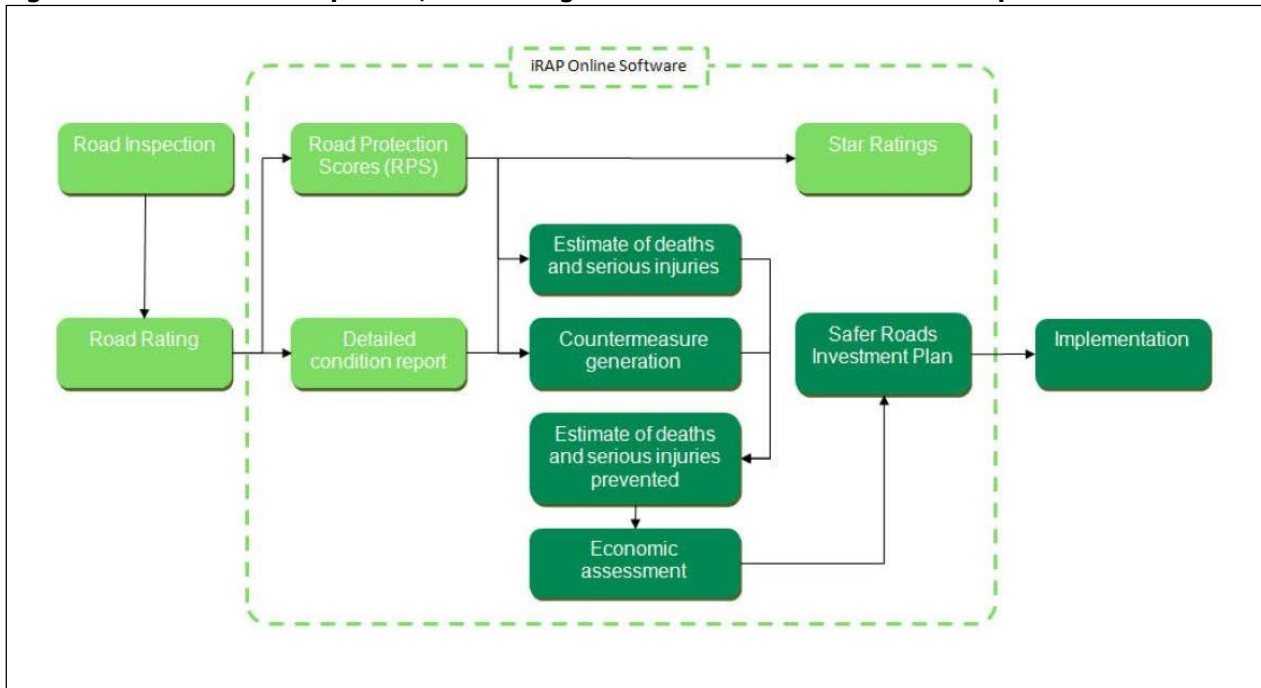 iRAP Online Software
Road Inspection
Road Protection
Scores (RPS)
Star Ratings
Estimate of deaths
and serious injuries
Road Rating
Detailed
condition report
Countermeasure
generation
Safer Roads
Investment Plan
Implementation
Estimate of deaths
and serious injuries
prevented
Economic
assessment